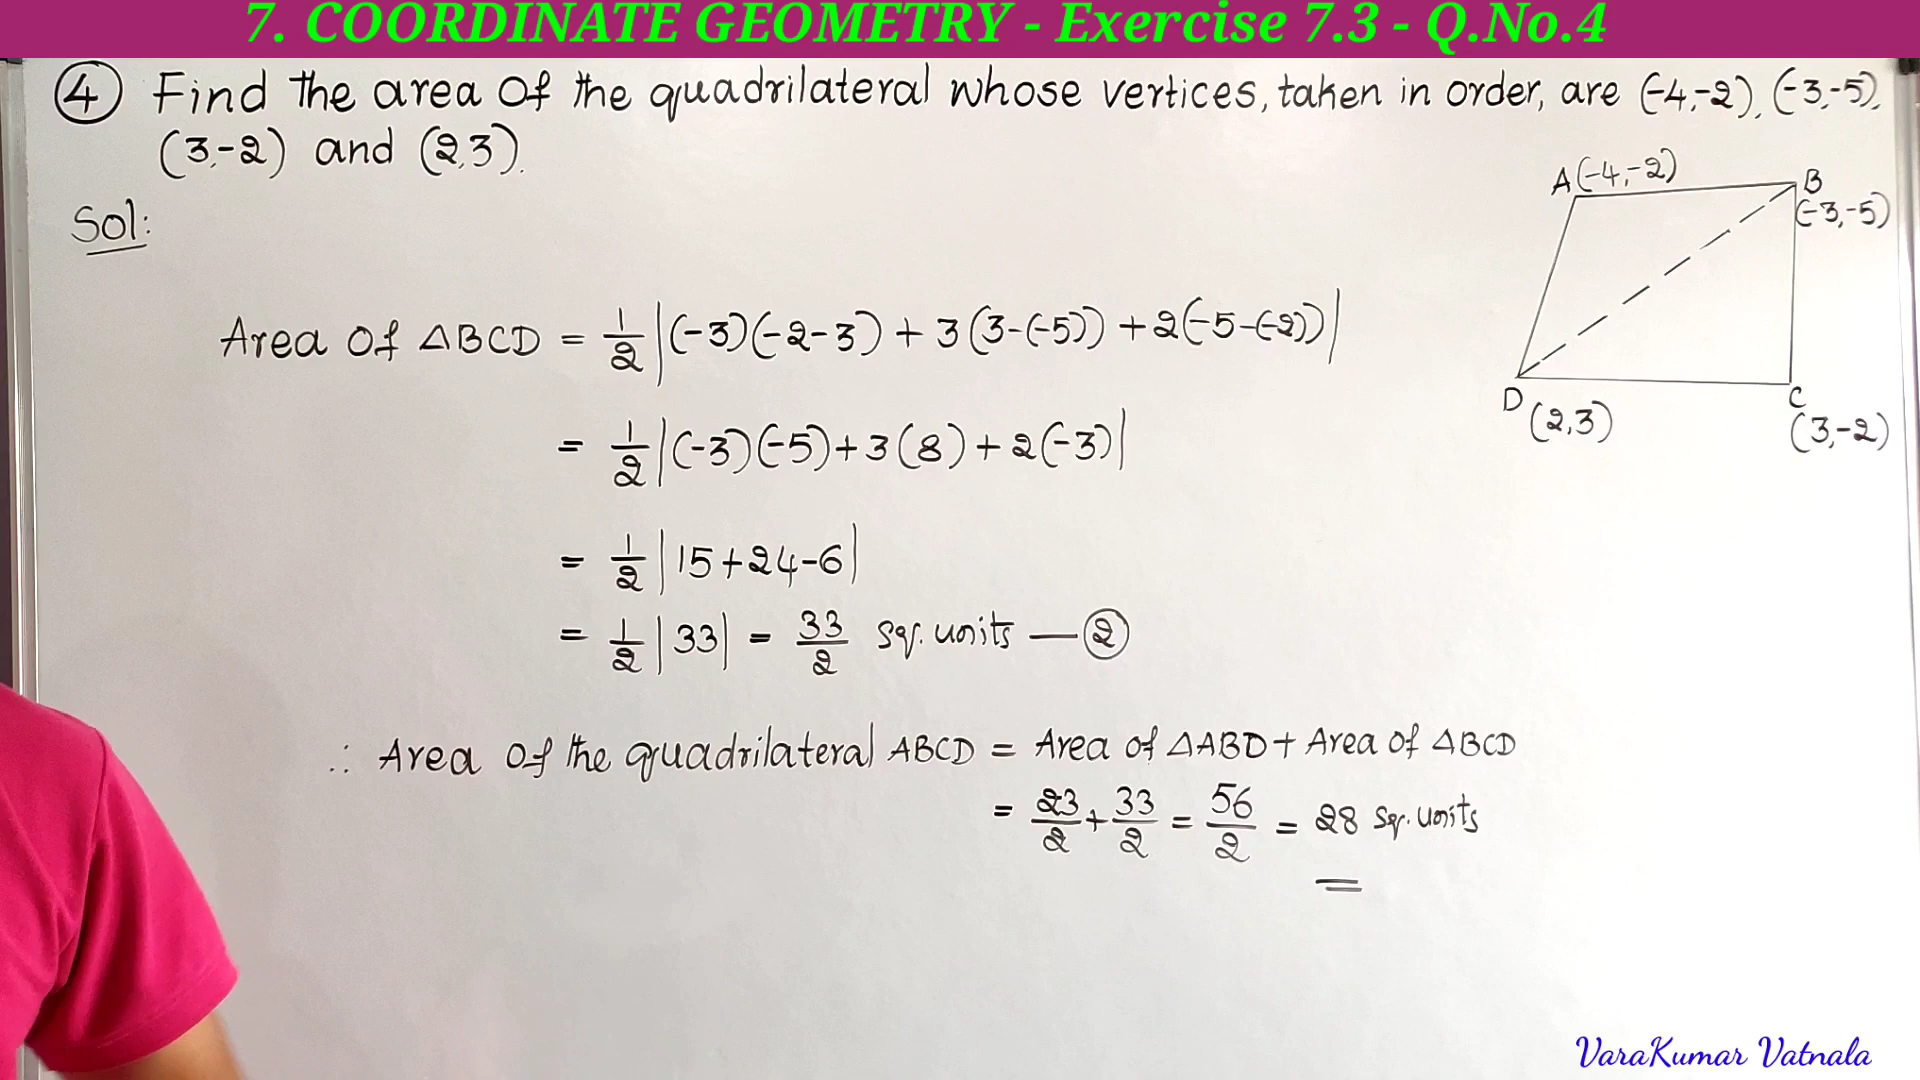 7. COORDINATE GEOMETRY - Exercise 7.3 - Q.No.4
④ Find the area of the quadrilateral whose vertices, taken in order, are (-4,-2), (-3,-5),
(3,-2) and (2,3).
Sol:
A(-4,-2)
B
(-3,-5)
D (2,3)
C
(3,-2)
Area of △BCD = 1/2 |(-3)(-2-3) + 3(3-(-5)) + 2(-5-(-2))|
= 1/2 |(-3)(-5)+3(8)+2(-3)|
= 1/2 |15+24-6|
= 1/2 |33| = 33/2 sq. units — ②
∴ Area of the quadrilateral ABCD = Area of △ABD + Area of △BCD
= 23/2 + 33/2 = 56/2 = 28 sq. units
VaraKumar Vatnala